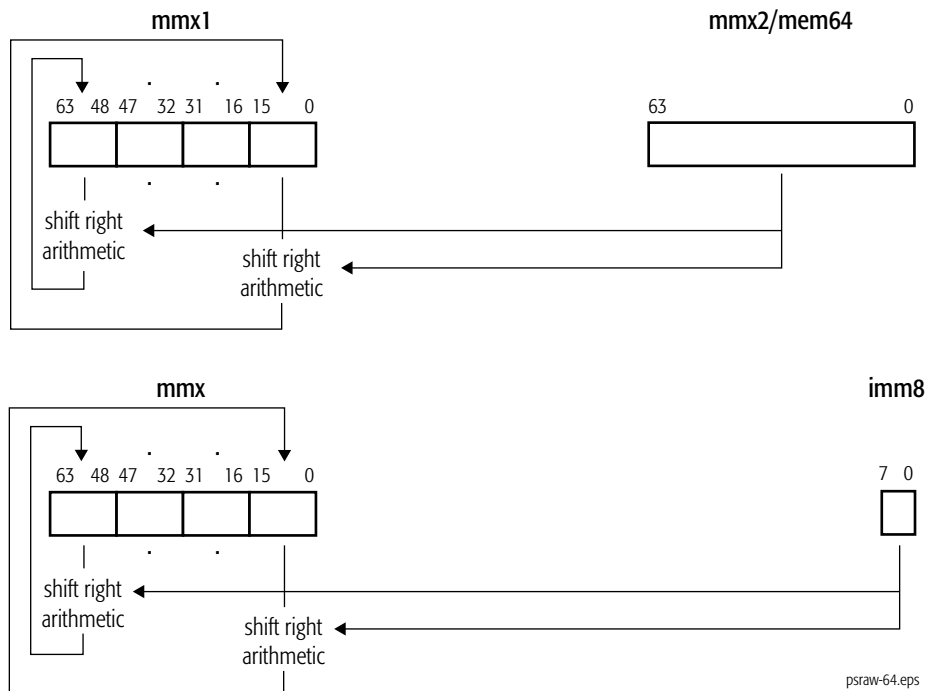 mmx1 mmx2/mem64
. .
63 48 47 32 31 16 15 0 63 0
. .
shift right
arithmetic
shift right
arithmetic
mmx imm8
. .
63 48 47 32 31 16 15 0 7 0
. .
shift right
arithmetic
shift right
arithmetic
psraw-64.eps